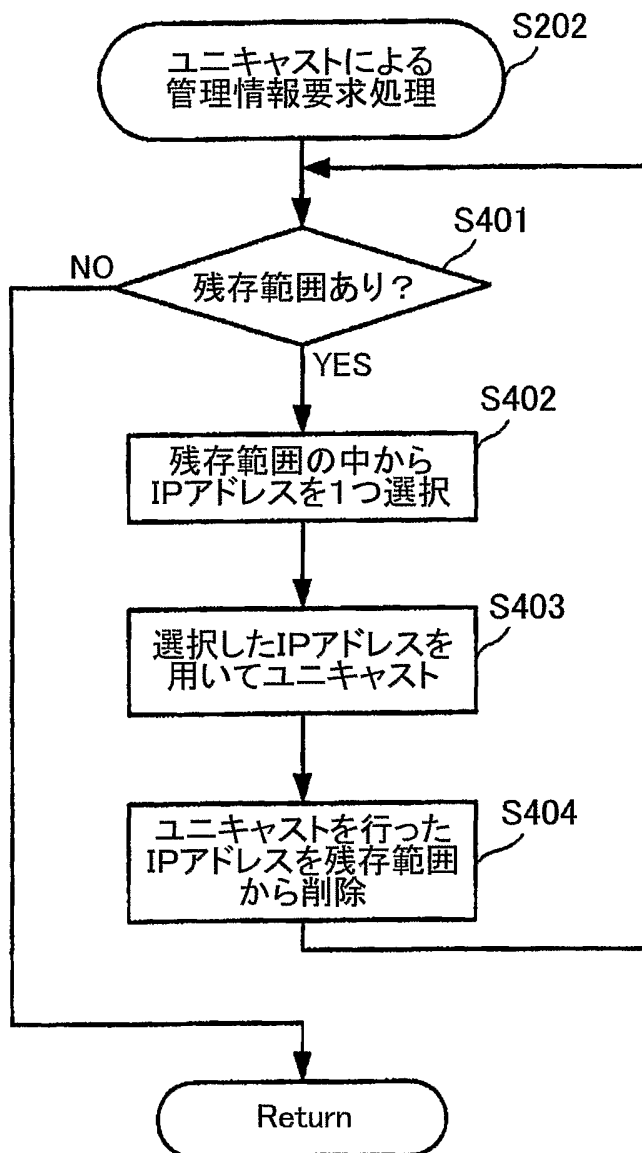 S202
ユニキャストによる
管理情報要求処理
S401
NO
残存範囲あり？
YES
S402
残存範囲の中から
IPアドレスを1つ選択
S403
選択したIPアドレスを
用いてユニキャスト
S404
ユニキャストを行った
IPアドレスを残存範囲
から削除
Return